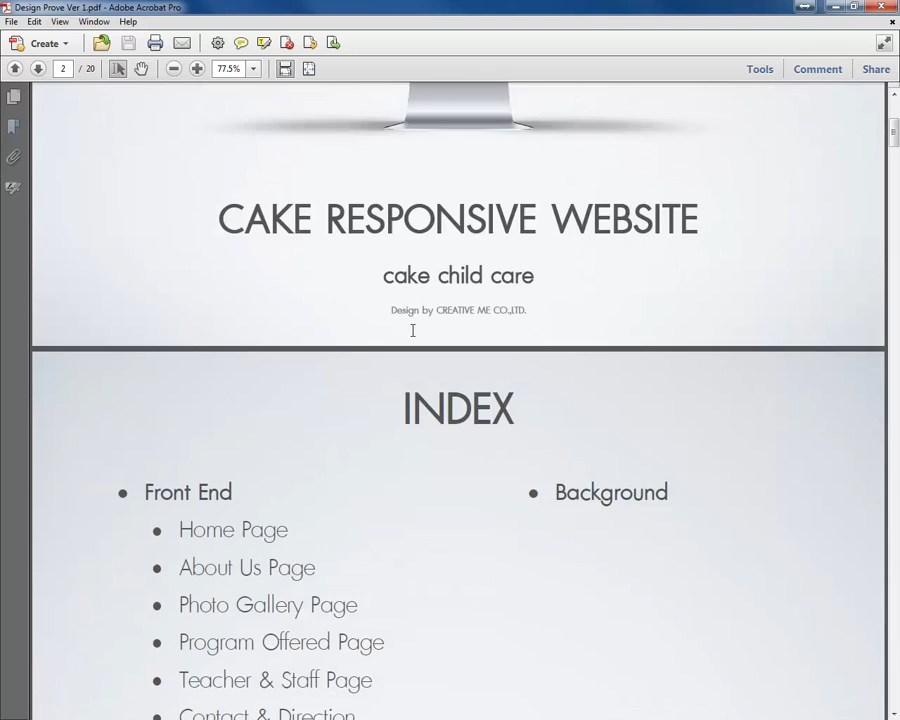 Design Prove Ver 1.pdf - Adobe Acrobat Pro
File Edit View Window Help
Create
2 / 20 77.5% Tools Comment Share
CAKE RESPONSIVE WEBSITE
cake child care
Design by CREATIVE ME CO.,LTD.
INDEX
• Front End
• Home Page
• About Us Page
• Photo Gallery Page
• Program Offered Page
• Teacher & Staff Page
Contact & Direction
• Background